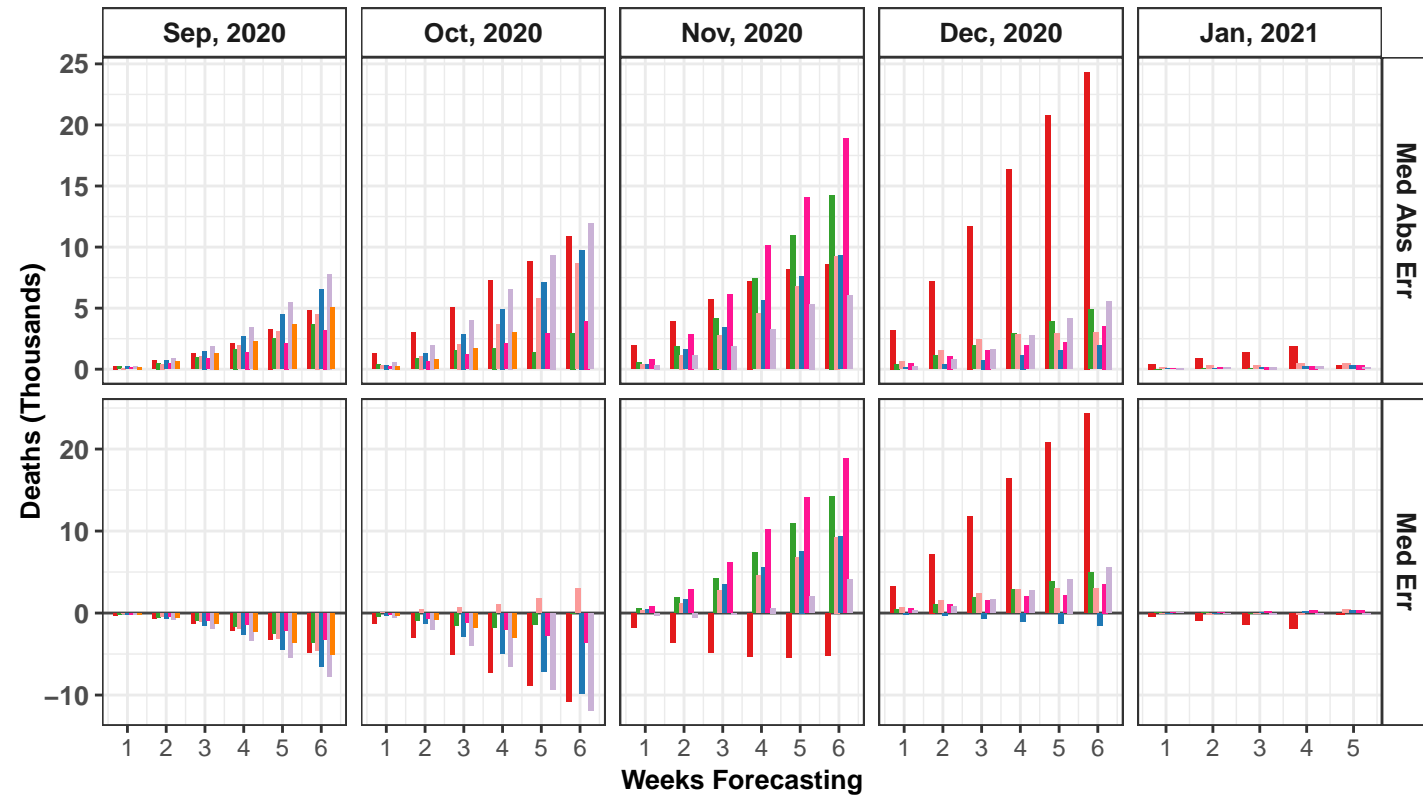 Sep, 2020 Oct, 2020 Nov, 2020 Dec, 2020 Jan, 2021
25
20
15
10
5
0
Med Abs Err
Deaths (Thousands)
20
10
0
−10
Med Err
1 2 3 4 5 6 1 2 3 4 5 6 1 2 3 4 5 6 1 2 3 4 5 6 1 2 3 4 5
Weeks Forecasting